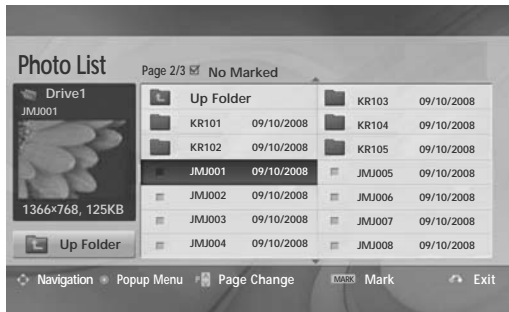 Photo List
Page 2/3 No Marked
Drive1
JMJ001
1366×768, 125KB
Up Folder
Up Folder
KR101 09/10/2008
KR102 09/10/2008
JMJ001 09/10/2008
JMJ002 09/10/2008
JMJ003 09/10/2008
JMJ004 09/10/2008
KR103 09/10/2008
KR104 09/10/2008
KR105 09/10/2008
JMJ005 09/10/2008
JMJ006 09/10/2008
JMJ007 09/10/2008
JMJ008 09/10/2008
Navigation Popup Menu P Page Change MARK Mark Exit